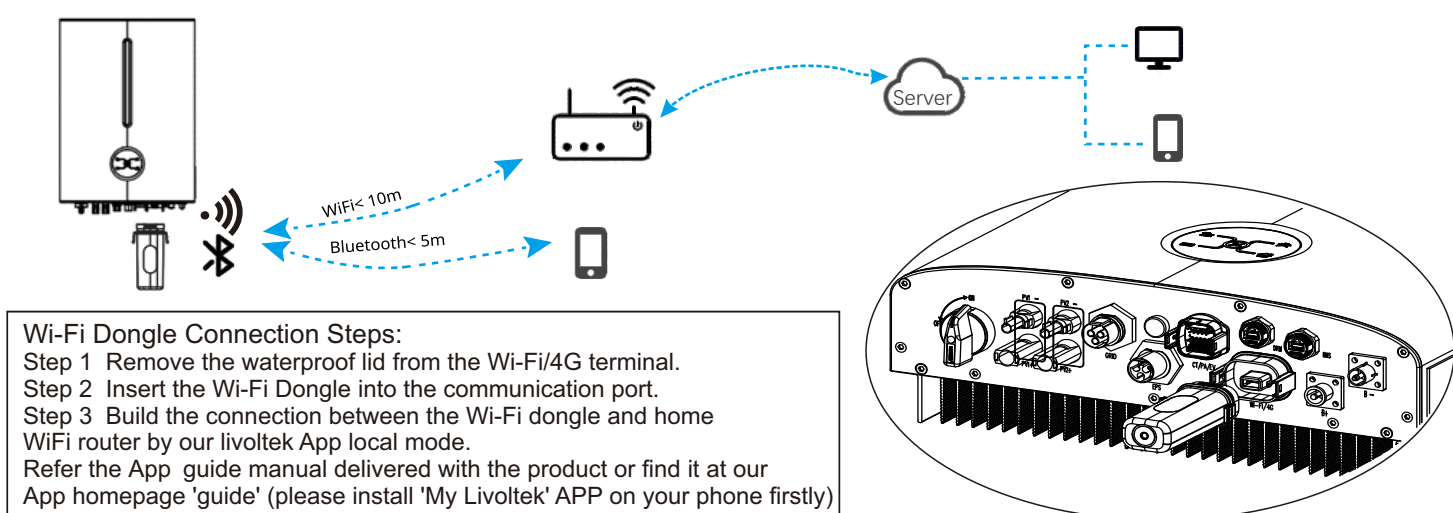 Server
WiFi< 10m
Bluetooth< 5m
Wi-Fi Dongle Connection Steps:
Step 1 Remove the waterproof lid from the Wi-Fi/4G terminal.
Step 2 Insert the Wi-Fi Dongle into the communication port.
Step 3 Build the connection between the Wi-Fi dongle and home
WiFi router by our livoltek App local mode.
Refer the App guide manual delivered with the product or find it at our
App homepage 'guide' (please install 'My Livoltek' APP on your phone firstly)
ON
PV1 -
PV2 -
PV2+
GRID
EPS
Wi-Fi/4G
B+
B -